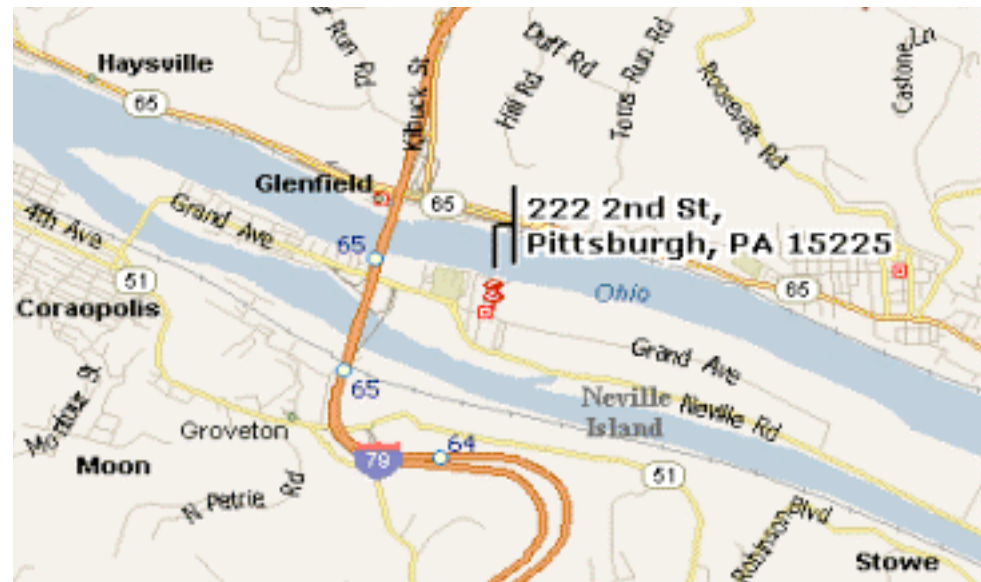 Haysville
65
Run Rd
Kilbuck St
Duff Rd
Hill Rd
Toms Run Rd
Roosevelt Rd
Castone Ln
Glenfield
65
222 2nd St,
Pittsburgh, PA 15225
4th Ave
Grand Ave
65
51
Coraopolis
Ohio
65
Grand Ave
65
Neville
Island
Neville Rd
Groveton
Moon
79
64
51
N Petrie Rd
Robinson Blvd
Stowe